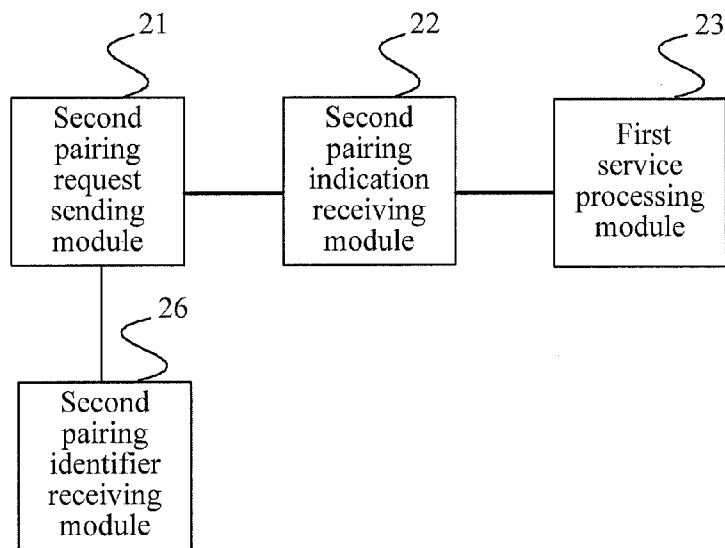 21
22
23
Second
pairing
request
sending
module
Second
pairing
indication
receiving
module
First
service
processing
module
26
Second
pairing
identifier
receiving
module